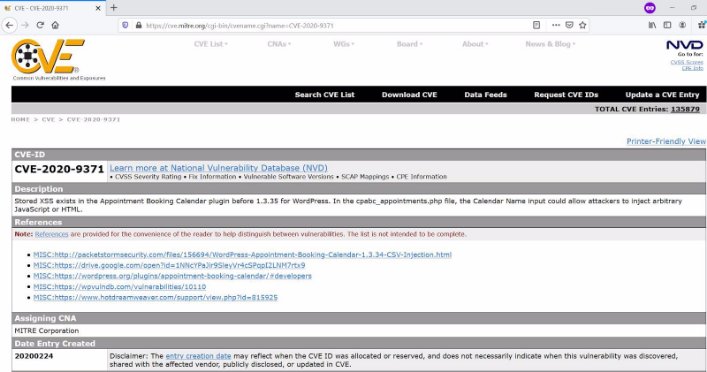 CVE - CVE-2020-9371
https://cve.mitre.org/cgi-bin/cvename.cgi?name=CVE-2020-9371
CVE
Common Vulnerabilities and Exposures
CVE List CNAs WGs Board About News & Blog
NVD
Go to for:
CVSS Scores
CPE Info
Search CVE List Download CVE Data Feeds Request CVE IDs Update a CVE Entry
TOTAL CVE Entries: 135879
HOME > CVE > CVE-2020-9371
Printer-Friendly View
CVE-ID
CVE-2020-9371 Learn more at National Vulnerability Database (NVD)
• CVSS Severity Rating • Fix Information • Vulnerable Software Versions • SCAP Mappings • CPE Information
Description
Stored XSS exists in the Appointment Booking Calendar plugin before 1.3.35 for WordPress. In the cpabc_appointments.php file, the Calendar Name input could allow attackers to inject arbitrary
JavaScript or HTML.
References
Note: References are provided for the convenience of the reader to help distinguish between vulnerabilities. The list is not intended to be complete.
• MISC:http://packetstormsecurity.com/files/156694/WordPress-Appointment-Booking-Calendar-1.3.34-CSV-Injection.html
• MISC:https://drive.google.com/open?id=1NNcYPaJir9SleyVr4cSPqpI2LNM7rtx9
• MISC:https://wordpress.org/plugins/appointment-booking-calendar/#developers
• MISC:https://wpvulndb.com/vulnerabilities/10110
• MISC:https://www.hotdreamweaver.com/support/view.php?id=815925
Assigning CNA
MITRE Corporation
Date Entry Created
20200224 Disclaimer: The entry creation date may reflect when the CVE ID was allocated or reserved, and does not necessarily indicate when this vulnerability was discovered,
shared with the affected vendor, publicly disclosed, or updated in CVE.